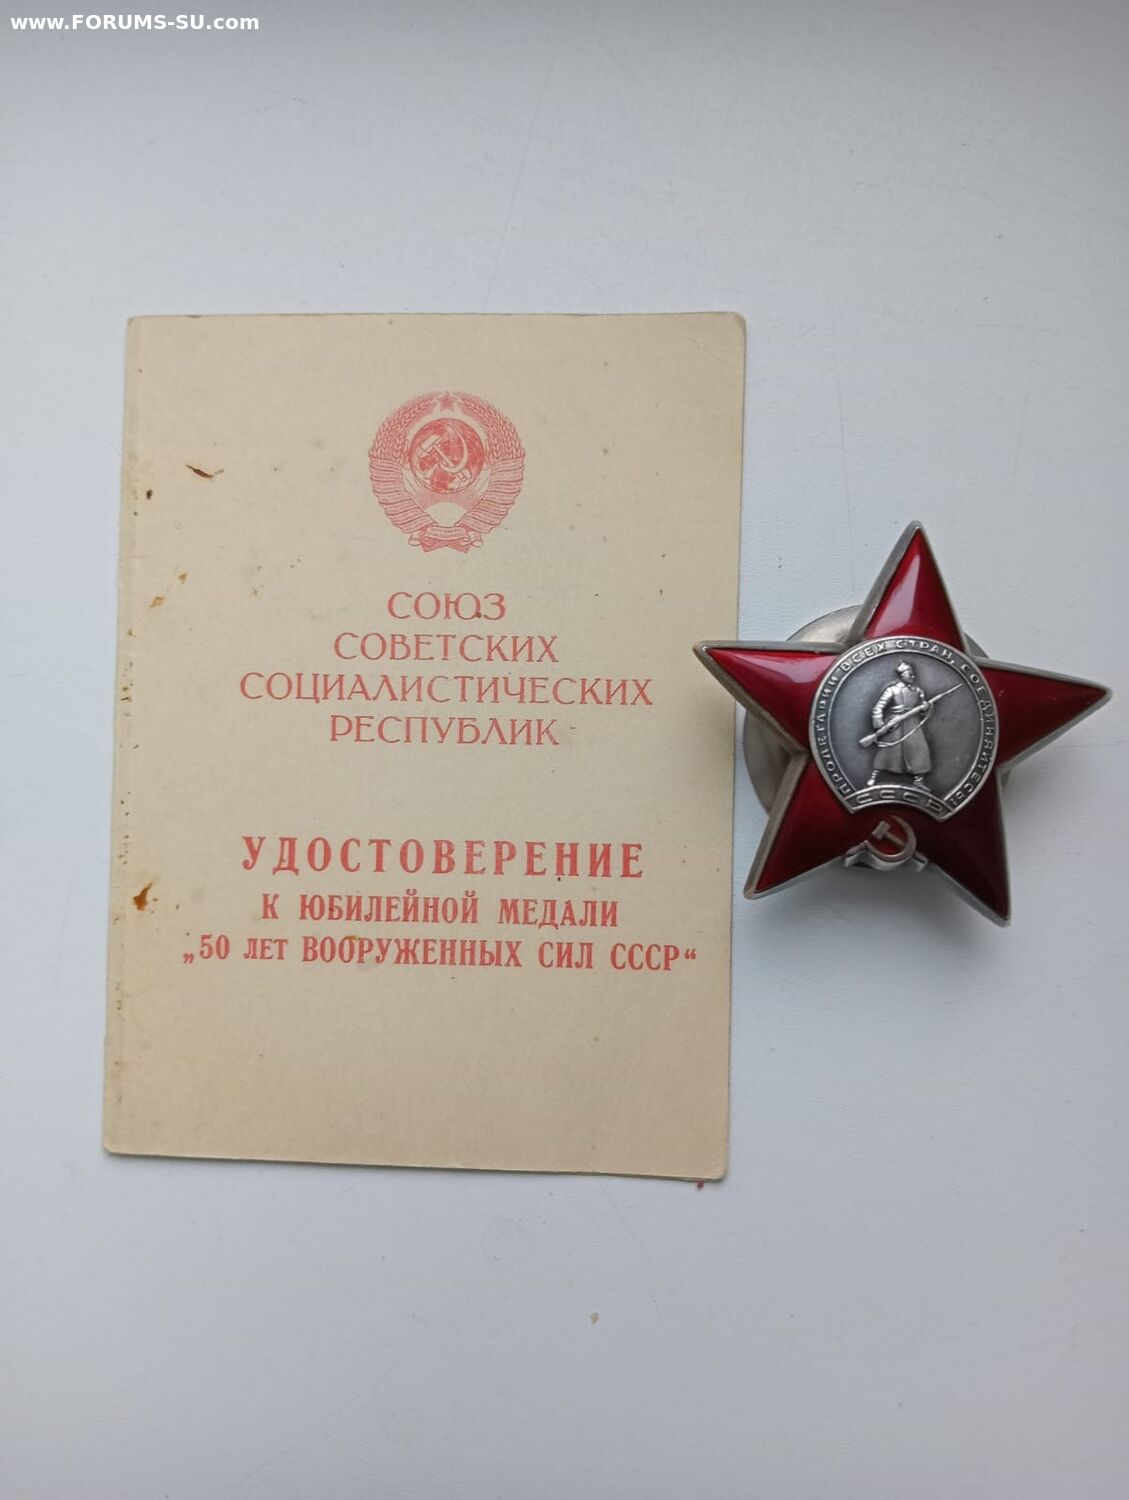 www.FORUMS-SU.com
СОЮЗ
СОВЕТСКИХ
СОЦИАЛИСТИЧЕСКИХ
РЕСПУБЛИК
УДОСТОВЕРЕНИЕ
К ЮБИЛЕЙНОЙ МЕДАЛИ
„50 ЛЕТ ВООРУЖЕННЫХ СИЛ СССР“
ПРОЛЕТАРИИ ВСЕХ СТРАН, СОЕДИНЯЙТЕСЬ!
СССР